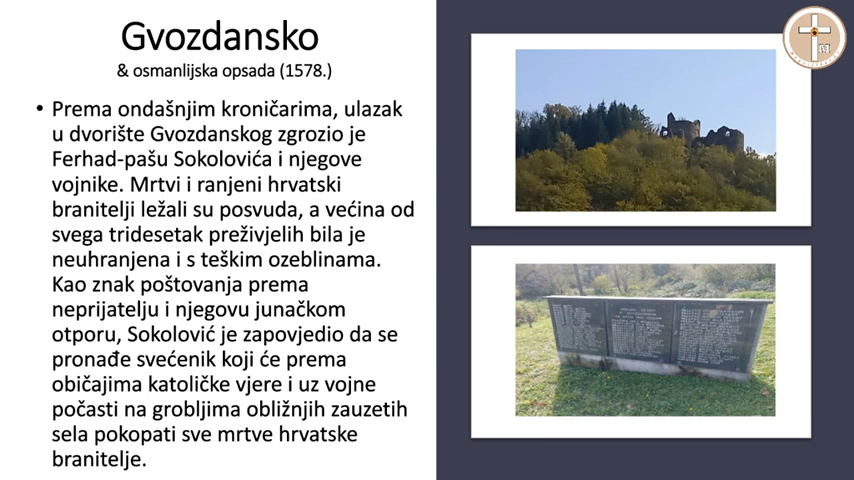 Gvozdansko
& osmanlijska opsada (1578.)
• Prema ondašnjim kroničarima, ulazak
u dvorište Gvozdanskog zgrozio je
Ferhad-pašu Sokolovića i njegove
vojnike. Mrtvi i ranjeni hrvatski
branitelji ležali su posvuda, a većina od
svega tridesetak preživjelih bila je
neuhranjena i s teškim ozeblinama.
Kao znak poštovanja prema
neprijatelju i njegovu junačkom
otporu, Sokolović je zapovjedio da se
pronađe svećenik koji će prema
običajima katoličke vjere i uz vojne
počasti na grobljima obližnjih zauzetih
sela pokopati sve mrtve hrvatske
branitelje.
M